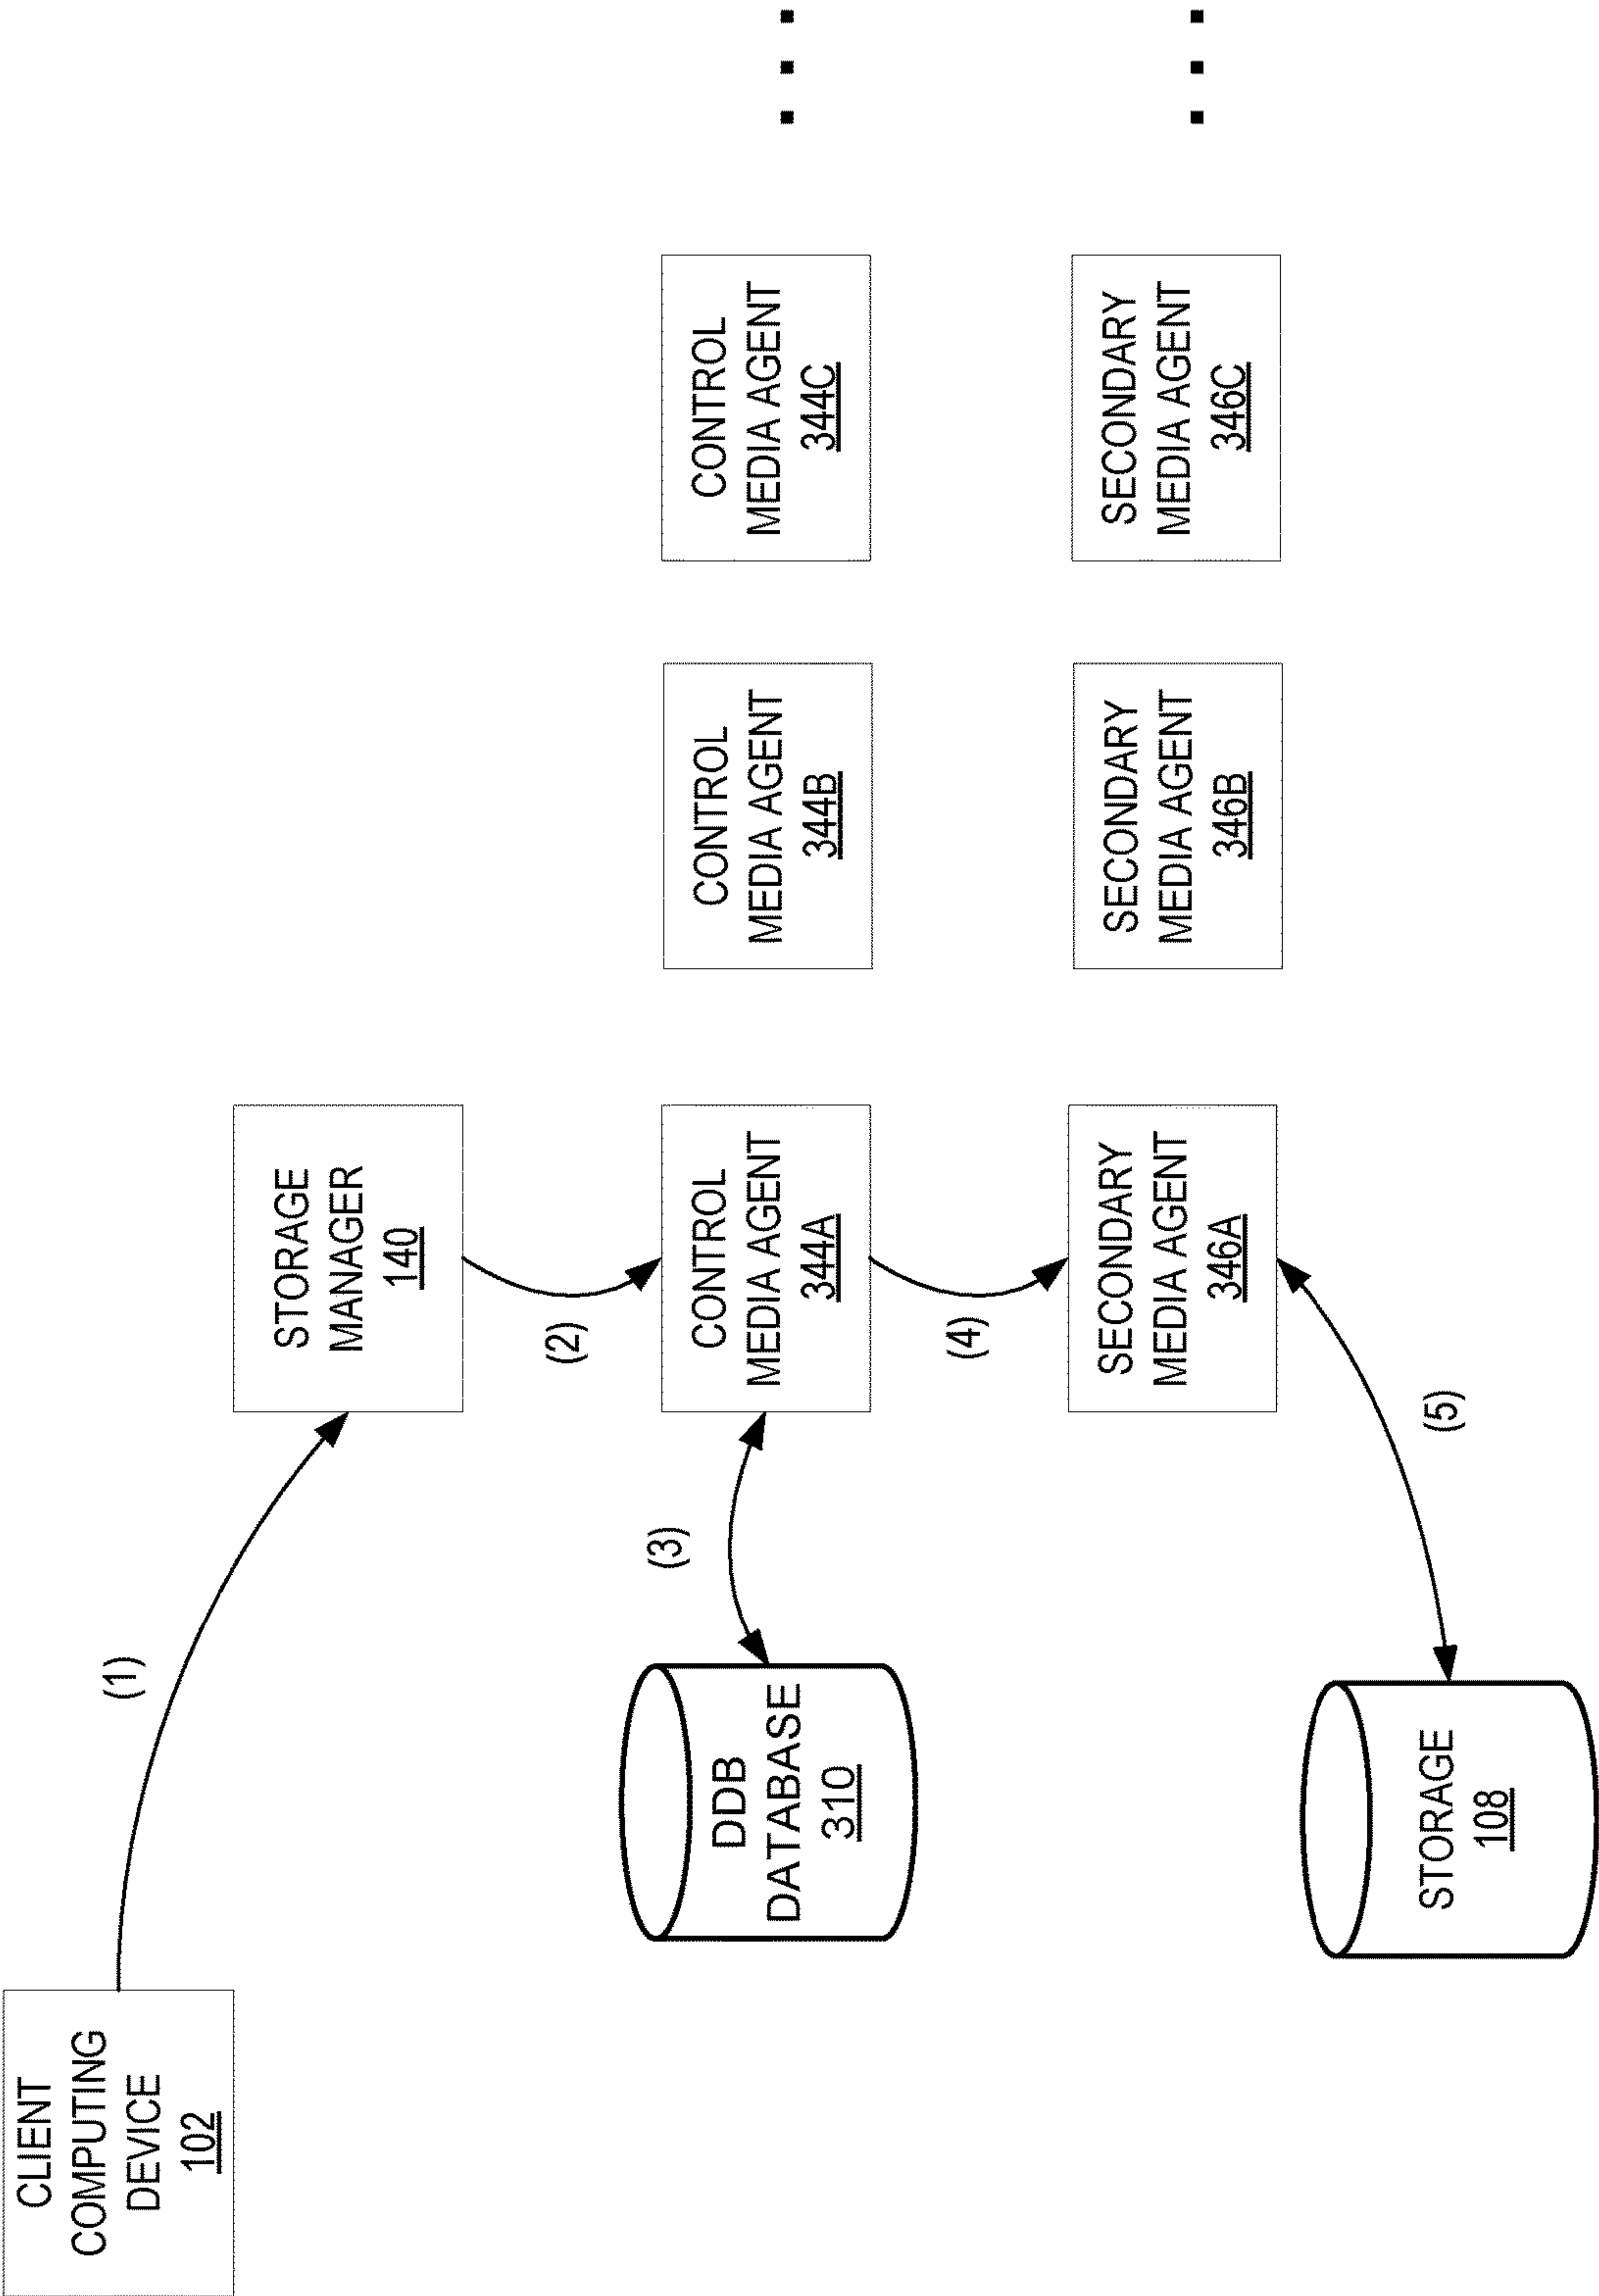 CLIENT
COMPUTING
DEVICE
102
(1)
STORAGE
MANAGER
140
(2)
DDB
DATABASE
310
(3)
CONTROL
MEDIA AGENT
344A
CONTROL
MEDIA AGENT
344B
CONTROL
MEDIA AGENT
344C
(4)
SECONDARY
MEDIA AGENT
346A
SECONDARY
MEDIA AGENT
346B
SECONDARY
MEDIA AGENT
346C
(5)
STORAGE
108